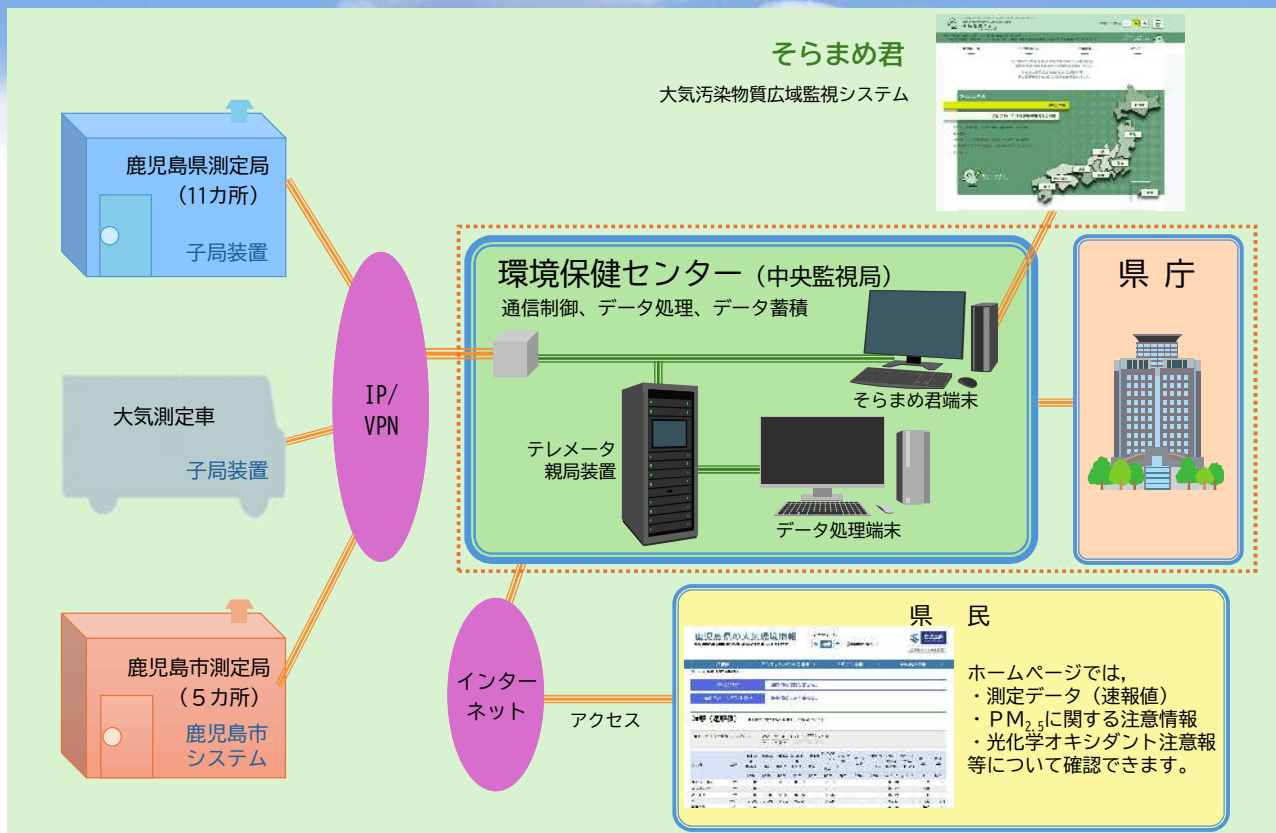 そらまめ君
大気汚染物質広域監視システム
鹿児島県測定局
（11カ所）
子局装置
大気測定車
子局装置
鹿児島市測定局
（５カ所）
鹿児島市
システム
IP/
VPN
環境保健センター（中央監視局）
通信制御、データ処理、データ蓄積
そらまめ君端末
テレメータ
親局装置
データ処理端末
県庁
インター
ネット
アクセス
県　民
鹿児島県の大気環境情報
ホームページでは,
・測定データ（速報値）
・ＰＭ2.5に関する注意情報
・光化学オキシダント注意報
等について確認できます。